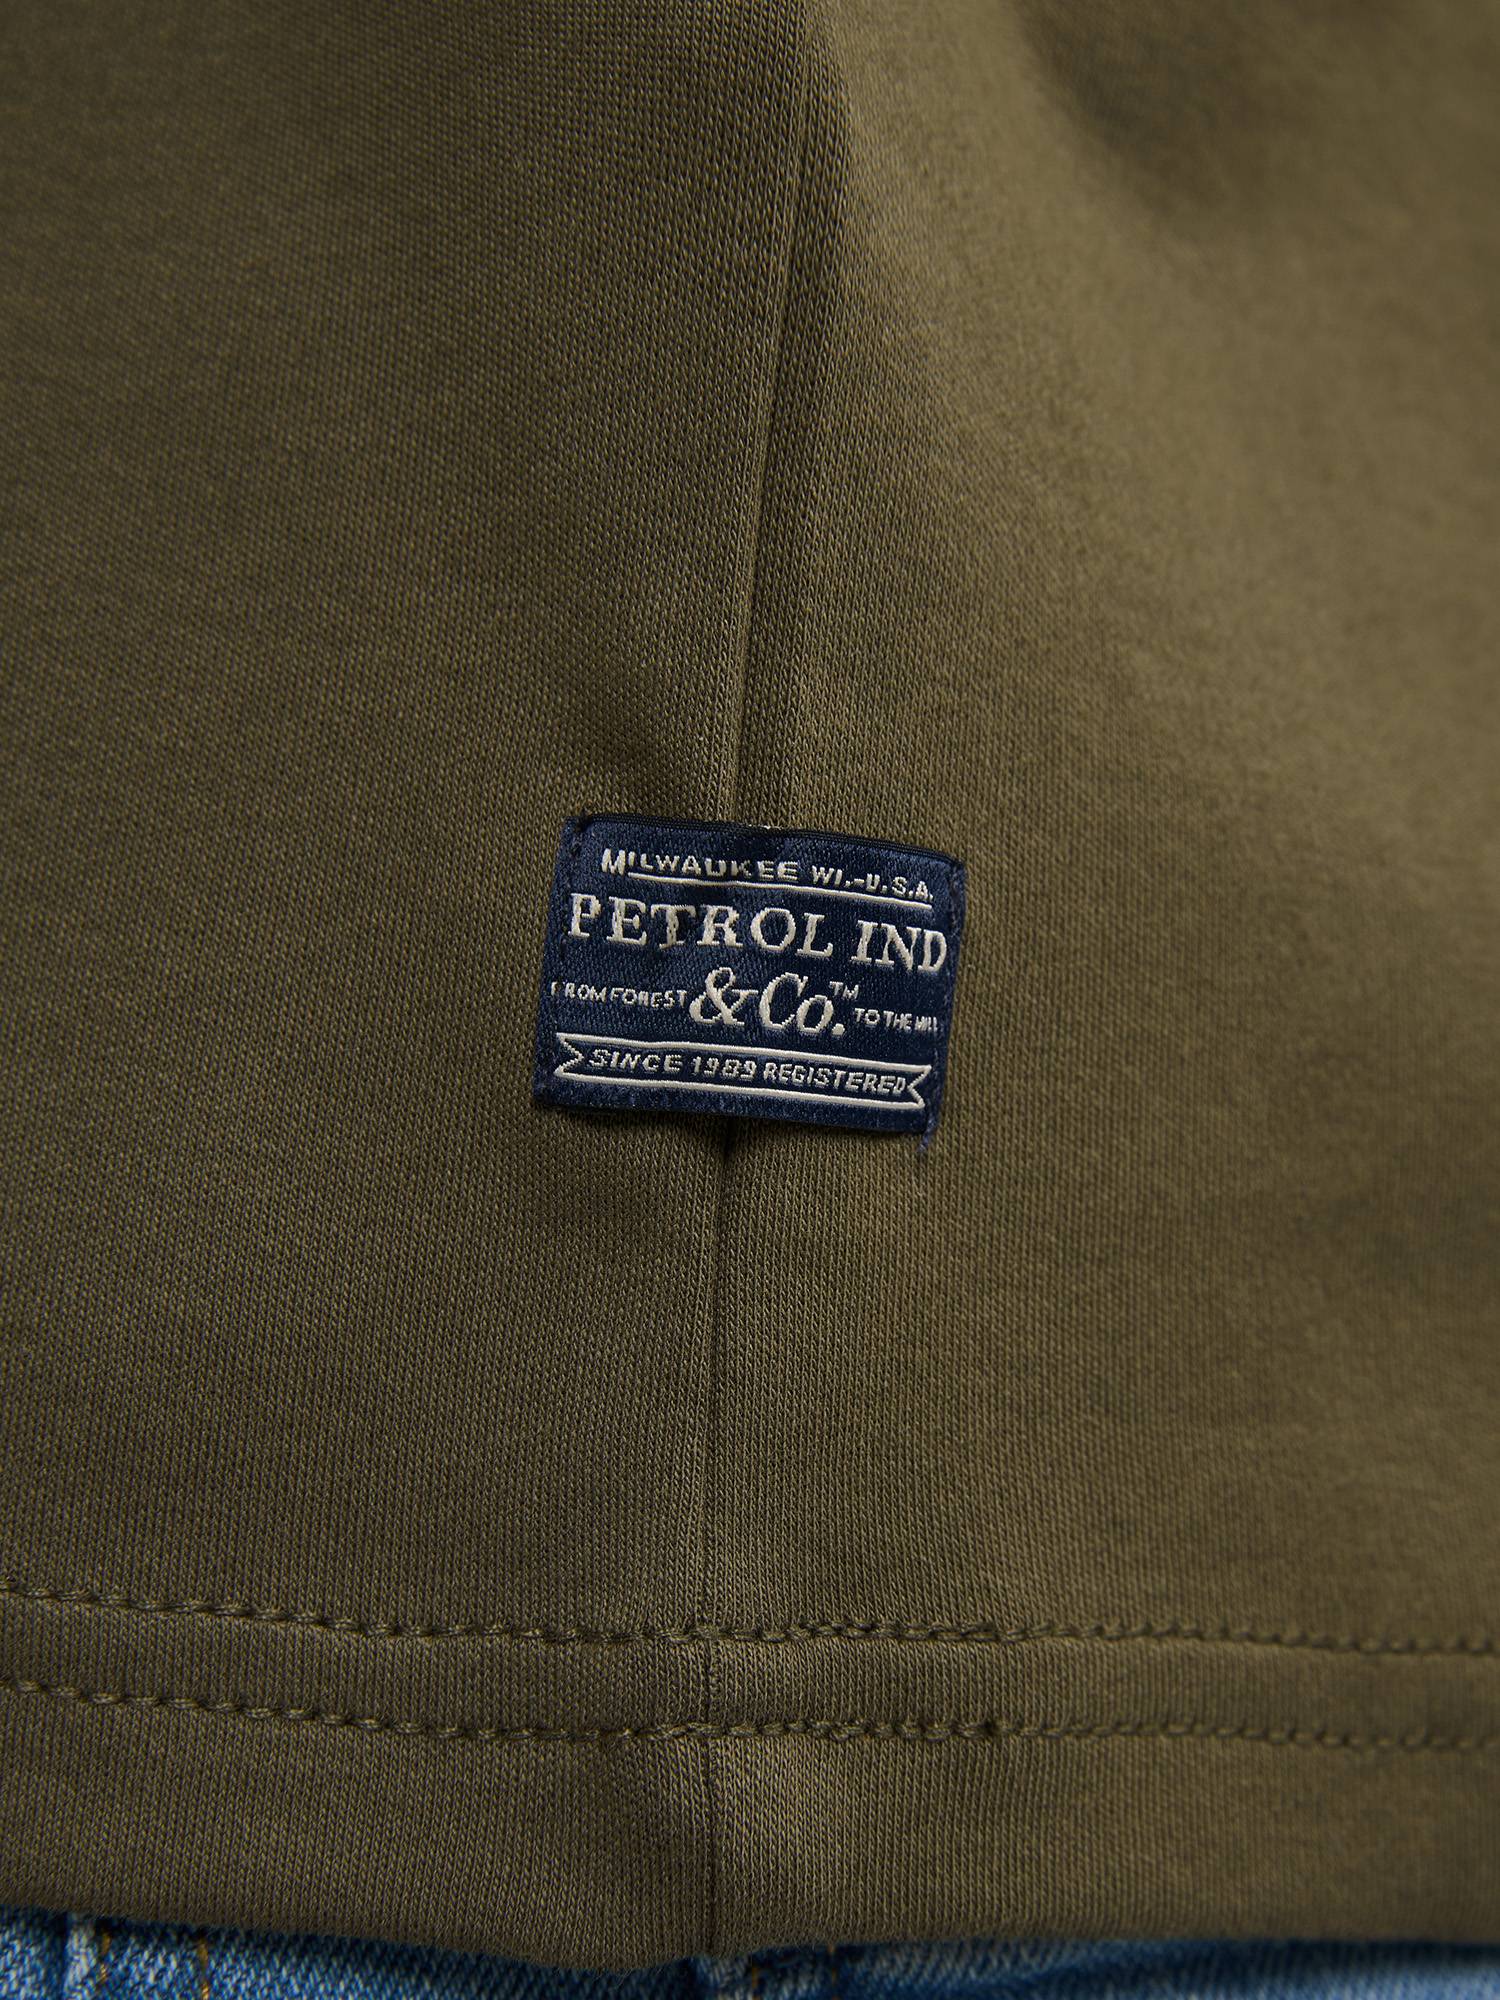 MILWAUKEE WI.-U.S.A.
PETROL IND
FROM FOREST &Co.™ TO THE MILL
SINCE 1989 REGISTERED